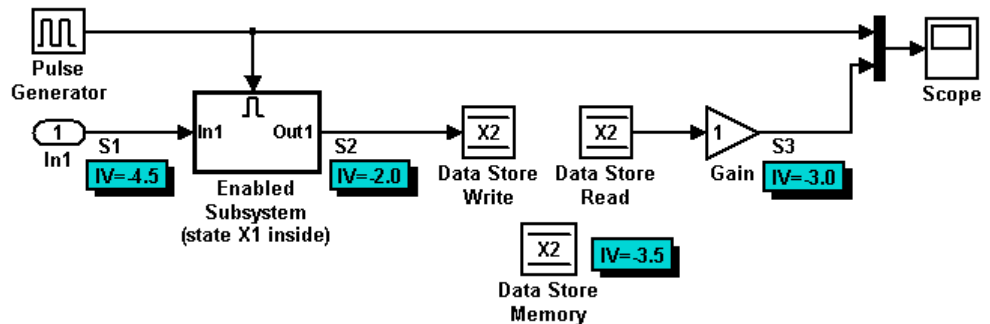 Pulse
Generator
1
In1
S1
IV=-4.5
In1
Out1
Enabled
Subsystem
(state X1 inside)
S2
IV=-2.0
X2
Data Store
Write
X2
Data Store
Read
1
Gain
S3
IV=-3.0
Scope
X2
Data Store
Memory
IV=-3.5